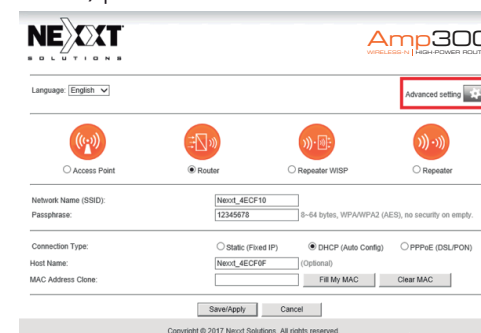 NEXXT
SOLUTIONS
Amp300
WIRELESS-N | HIGH-POWER ROUT
Language: English
Advanced setting
Access Point
Router
Repeater WISP
Repeater
Network Name (SSID): Nexxt_4ECF10
Passphrase: 12345678 8~64 bytes, WPA/WPA2 (AES), no security on empty.
Connection Type: Static (Fixed IP) DHCP (Auto Config) PPPoE (DSL/PON)
Host Name: Nexxt_4ECF0F (Optional)
MAC Address Clone: Fill My MAC Clear MAC
Save/Apply Cancel
Copyright © 2017 Nexxt Solutions. All rights reserved.